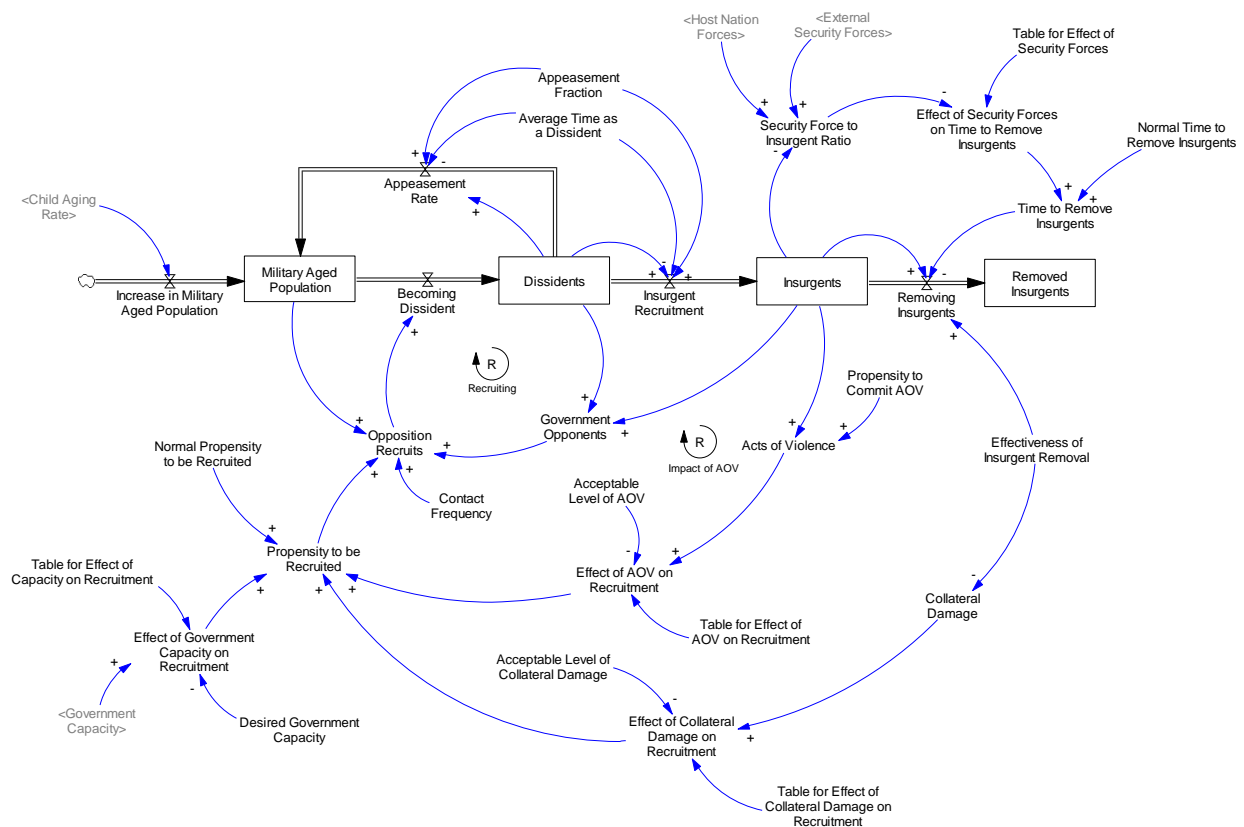 <Host Nation
Forces>
<External
Security Forces>
Table for Effect of
Security Forces
Appeasement
Fraction
Average Time as
a Dissident
+
-
Appeasement
Rate
+
+
+
Security Force to
Insurgent Ratio
-
-
Effect of Security Forces
on Time to Remove
Insurgents
Normal Time to
Remove Insurgents
+
+
Time to Remove
Insurgents
<Child Aging
Rate>
Increase in Military
Aged Population
Military Aged
Population
Becoming
Dissident
+
Dissidents
-
+
+
Insurgent
Recruitment
Insurgents
+
-
Removing
Insurgents
+
Removed
Insurgents
R
Recruiting
Propensity to
Commit AOV
+
Government
Opponents
+
R
Impact of AOV
+
+
Acts of Violence
Effectiveness of
Insurgent Removal
+
Opposition
Recruits
+
+
+
Normal Propensity
to be Recruited
Contact
Frequency
Acceptable
Level of AOV
+
Propensity to be
Recruited
+
+
+
-
+
Effect of AOV on
Recruitment
Table for Effect of
Capacity on Recruitment
-
Collateral
Damage
Table for Effect of
AOV on Recruitment
Effect of Government
Capacity on
Recruitment
+
-
<Government
Capacity>
Desired Government
Capacity
Acceptable Level of
Collateral Damage
-
Effect of Collateral
Damage on
Recruitment
+
Table for Effect of
Collateral Damage on
Recruitment